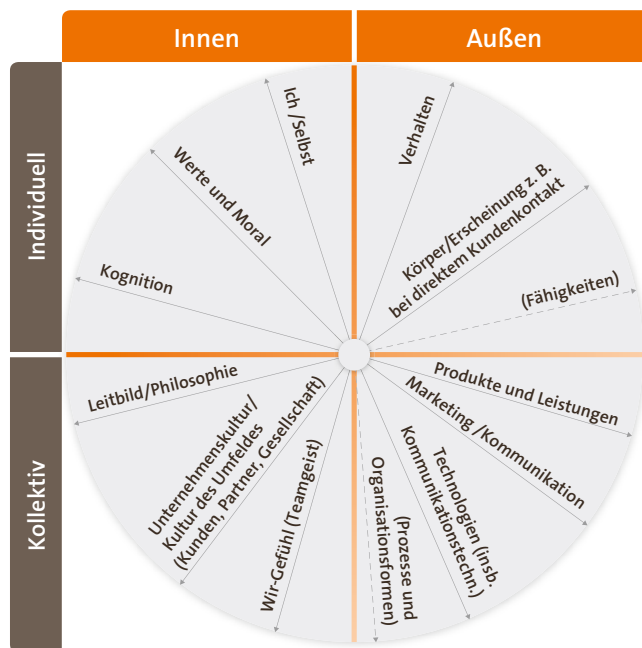 Innen
Außen
Individuell
Kollektiv
Ich /Selbst
Werte und Moral
Kognition
Verhalten
Körper/Erscheinung z. B.
bei direktem Kundenkontakt
(Fähigkeiten)
Leitbild/Philosophie
Unternehmenskultur/
Kultur des Umfeldes
(Kunden, Partner, Gesellschaft)
Wir-Gefühl (Teamgeist)
Produkte und Leistungen
Marketing /Kommunikation
Technologien (insb.
Kommunikationstechn.)
(Prozesse und
Organisationsformen)